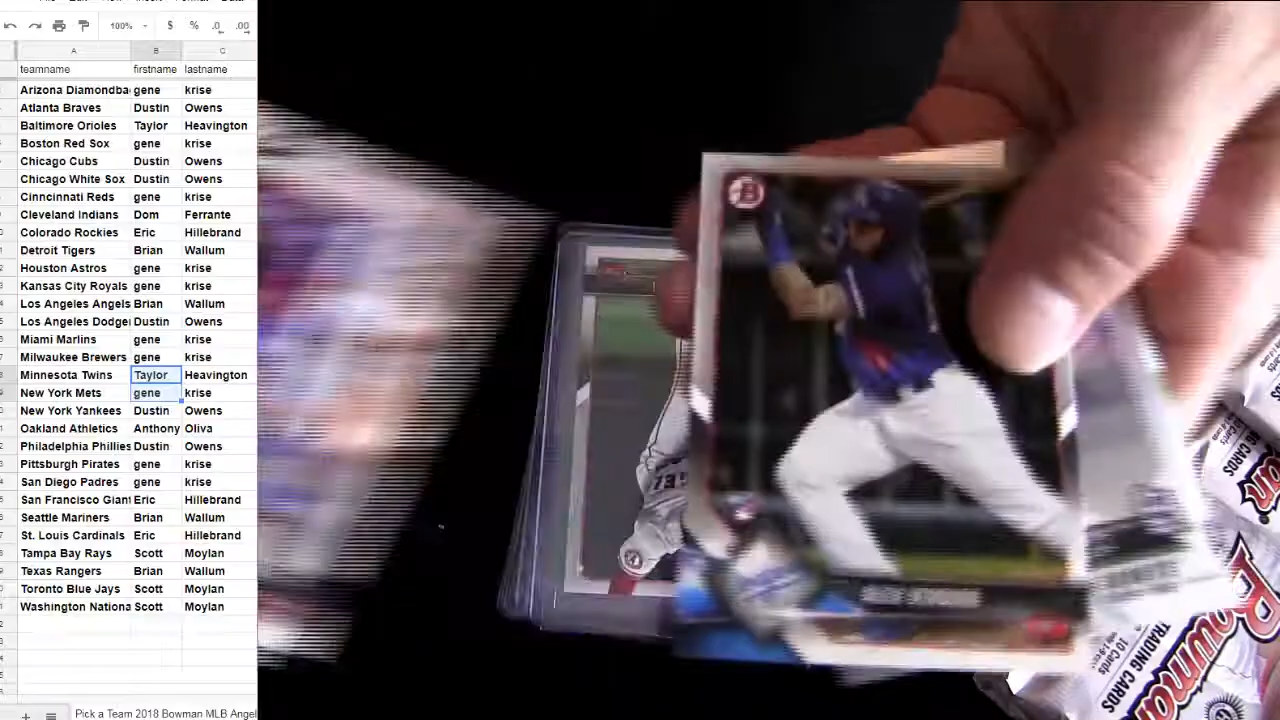 100% $ % .0 .00
A B C
teamname firstname lastname
Arizona Diamondba gene krise
Atlanta Braves Dustin Owens
Baltimore Orioles Taylor Heavington
Boston Red Sox gene krise
Chicago Cubs Dustin Owens
Chicago White Sox Dustin Owens
Cincinnati Reds gene krise
Cleveland Indians Dom Ferrante
Colorado Rockies Eric Hillebrand
Detroit Tigers Brian Wallum
Houston Astros gene krise
Kansas City Royals gene krise
Los Angeles Angels Brian Wallum
Los Angeles Dodge Dustin Owens
Miami Marlins gene krise
Milwaukee Brewers gene krise
Minnesota Twins Taylor Heavington
New York Mets gene krise
New York Yankees Dustin Owens
Oakland Athletics Anthony Oliva
Philadelphia Phillies Dustin Owens
Pittsburgh Pirates gene krise
San Diego Padres gene krise
San Francisco Giant Eric Hillebrand
Seattle Mariners Brian Wallum
St. Louis Cardinals Eric Hillebrand
Tampa Bay Rays Scott Moylan
Texas Rangers Brian Wallum
Toronto Blue Jays Scott Moylan
Washington Nationa Scott Moylan
Pick a Team 2018 Bowman MLB Angel
TRADING CARDS
10 Cards
Bowman